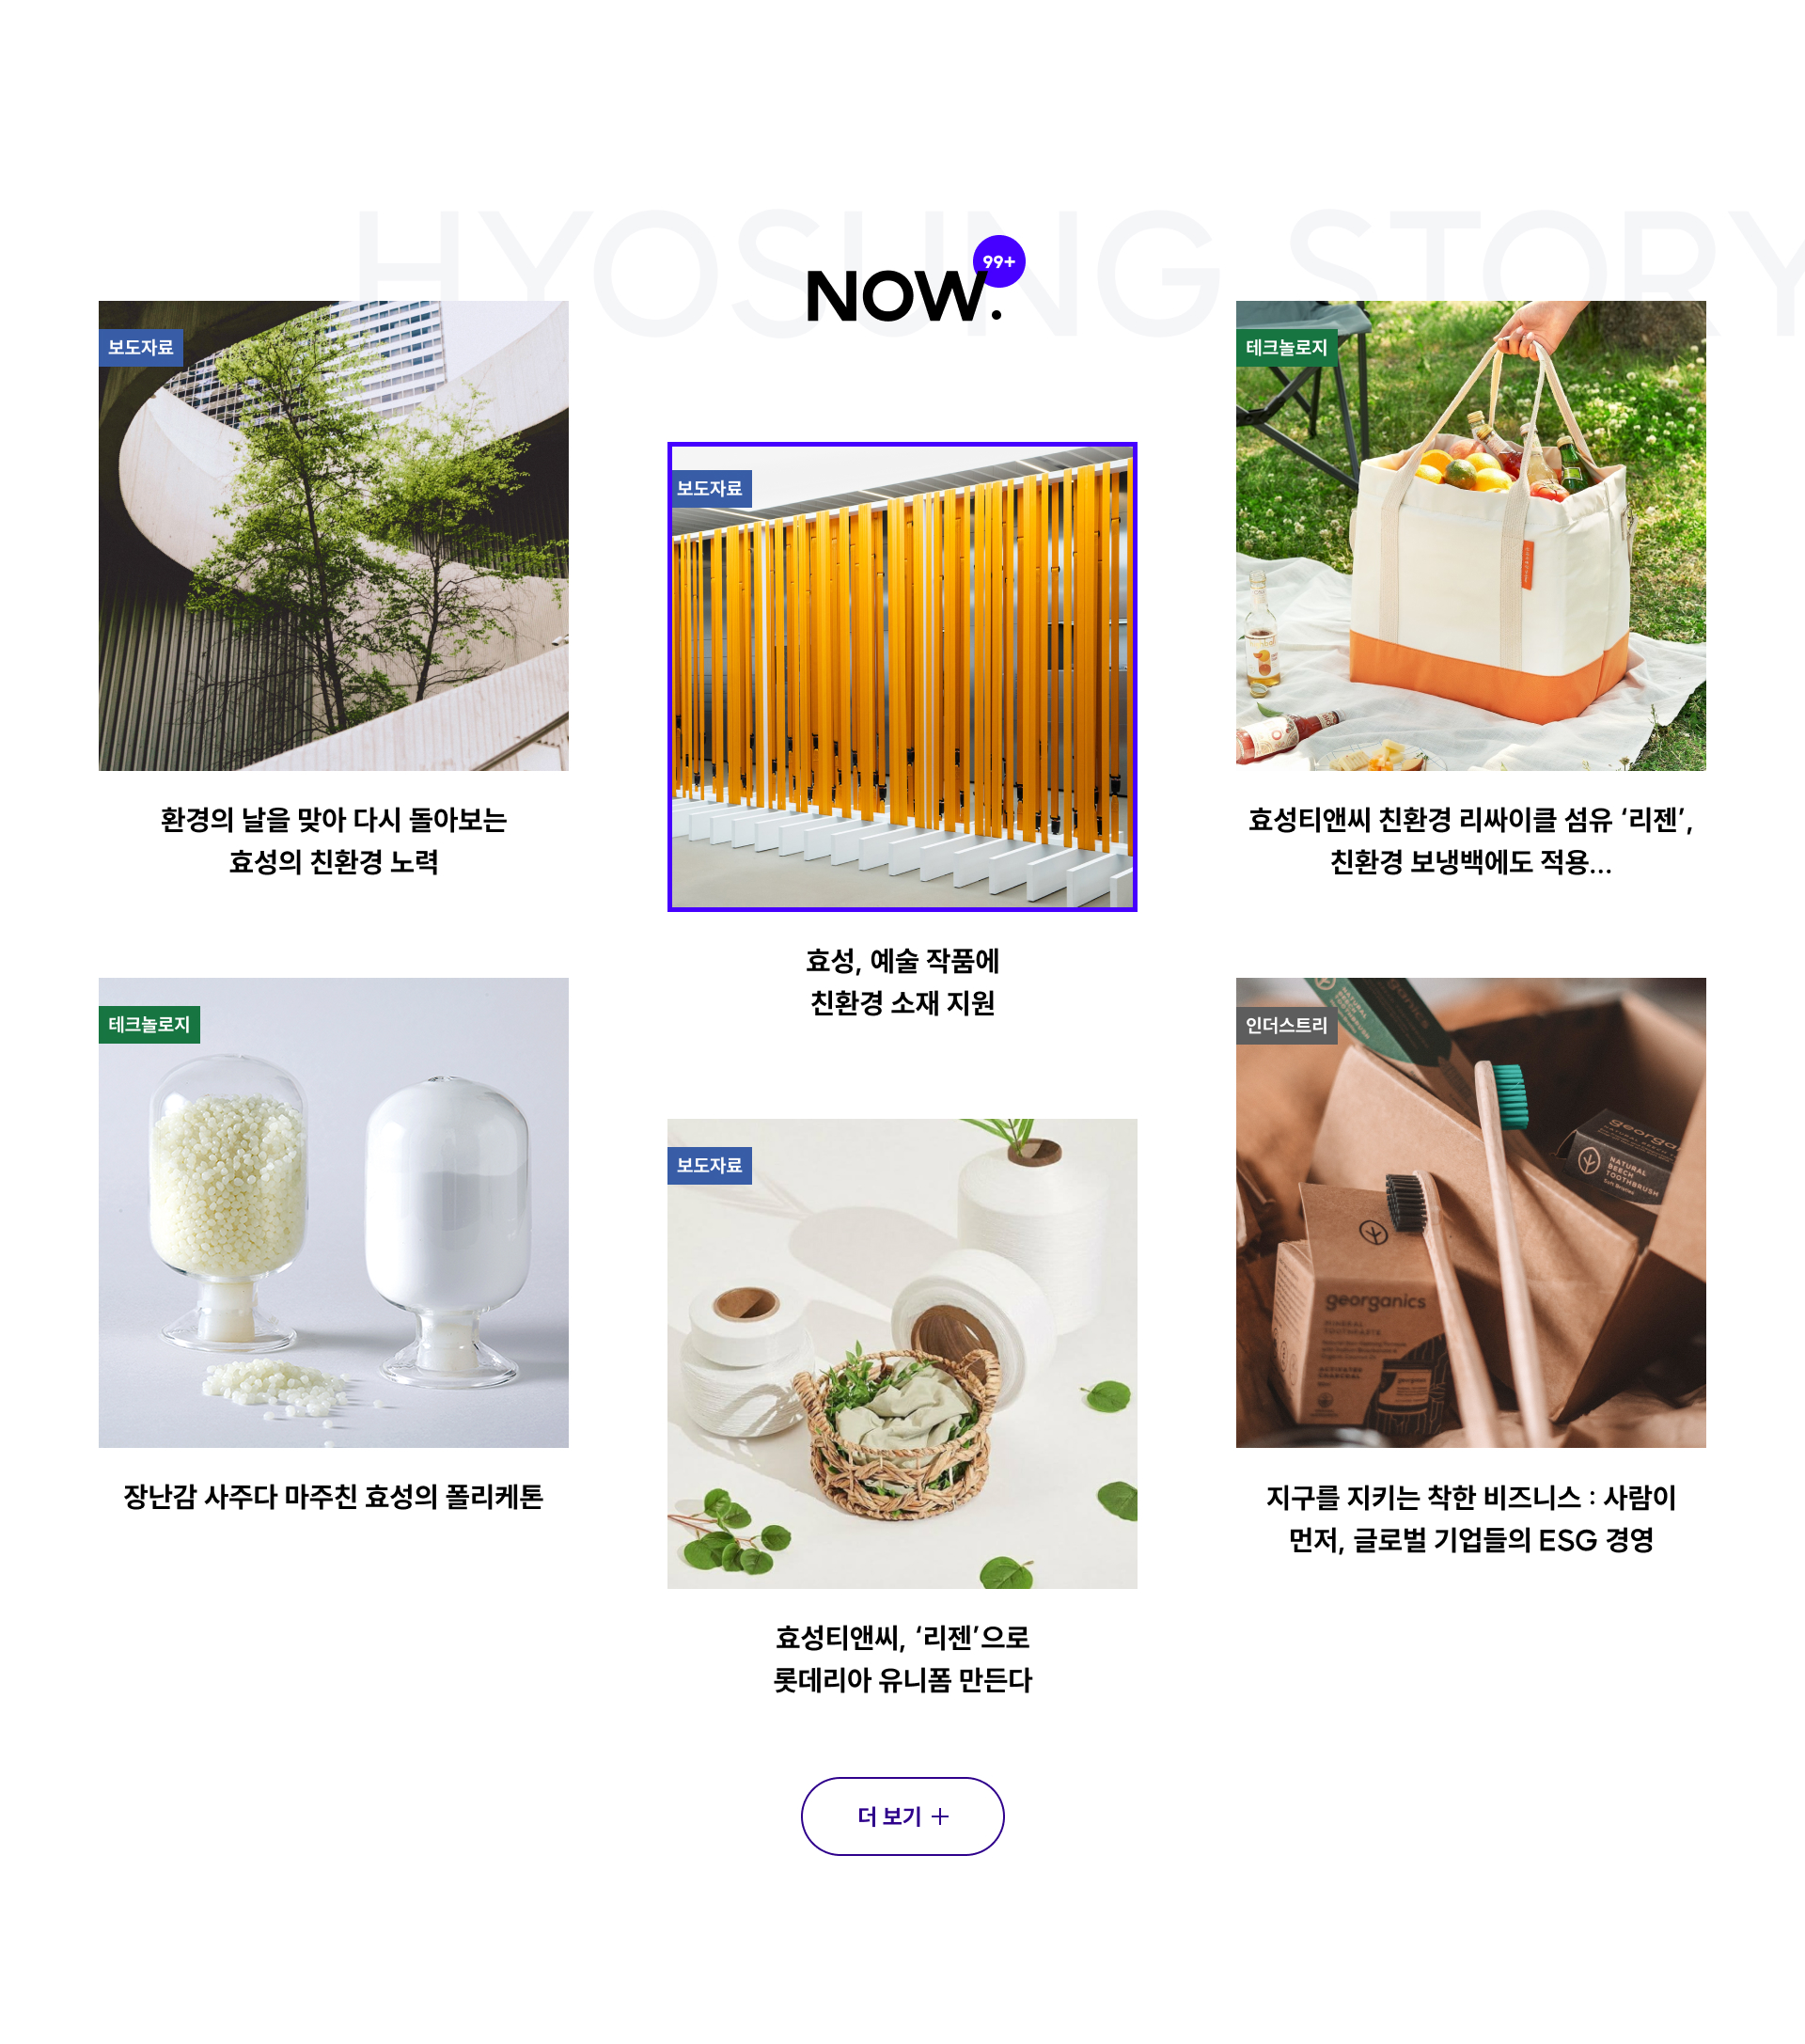 HYOSUNG STORY
NOW.
99+
보도자료
환경의 날을 맞아 다시 돌아보는
효성의 친환경 노력
보도자료
효성, 예술 작품에
친환경 소재 지원
테크놀로지
효성티앤씨 친환경 리싸이클 섬유 ‘리젠’,
친환경 보냉백에도 적용...
테크놀로지
장난감 사주다 마주친 효성의 폴리케톤
보도자료
효성티앤씨, ‘리젠’으로
롯데리아 유니폼 만든다
인더스트리
georganics
NATURAL
BEECH
TOOTHBRUSH
georganics
MINERAL
TOOTHPASTE
ACTIVATED
CHARCOAL
지구를 지키는 착한 비즈니스 : 사람이
먼저, 글로벌 기업들의 ESG 경영
더 보기 +